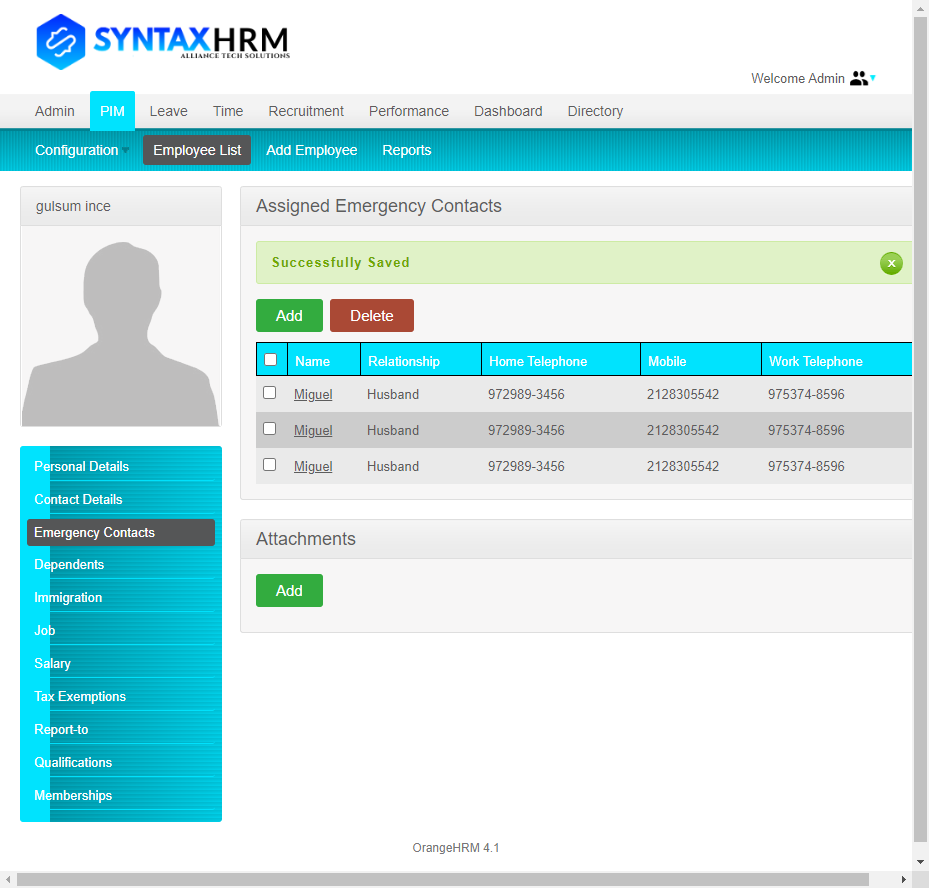 SYNTAXHRM
ALLIANCE TECH SOLUTIONS
Welcome Admin
Admin PIM Leave Time Recruitment Performance Dashboard Directory
Configuration Employee List Add Employee Reports
gulsum ince
Assigned Emergency Contacts
Successfully Saved
Add Delete
Name Relationship Home Telephone Mobile Work Telephone
Miguel Husband 972989-3456 2128305542 975374-8596
Miguel Husband 972989-3456 2128305542 975374-8596
Miguel Husband 972989-3456 2128305542 975374-8596
Personal Details
Contact Details
Emergency Contacts
Dependents
Immigration
Job
Salary
Tax Exemptions
Report-to
Qualifications
Memberships
Attachments
Add
OrangeHRM 4.1